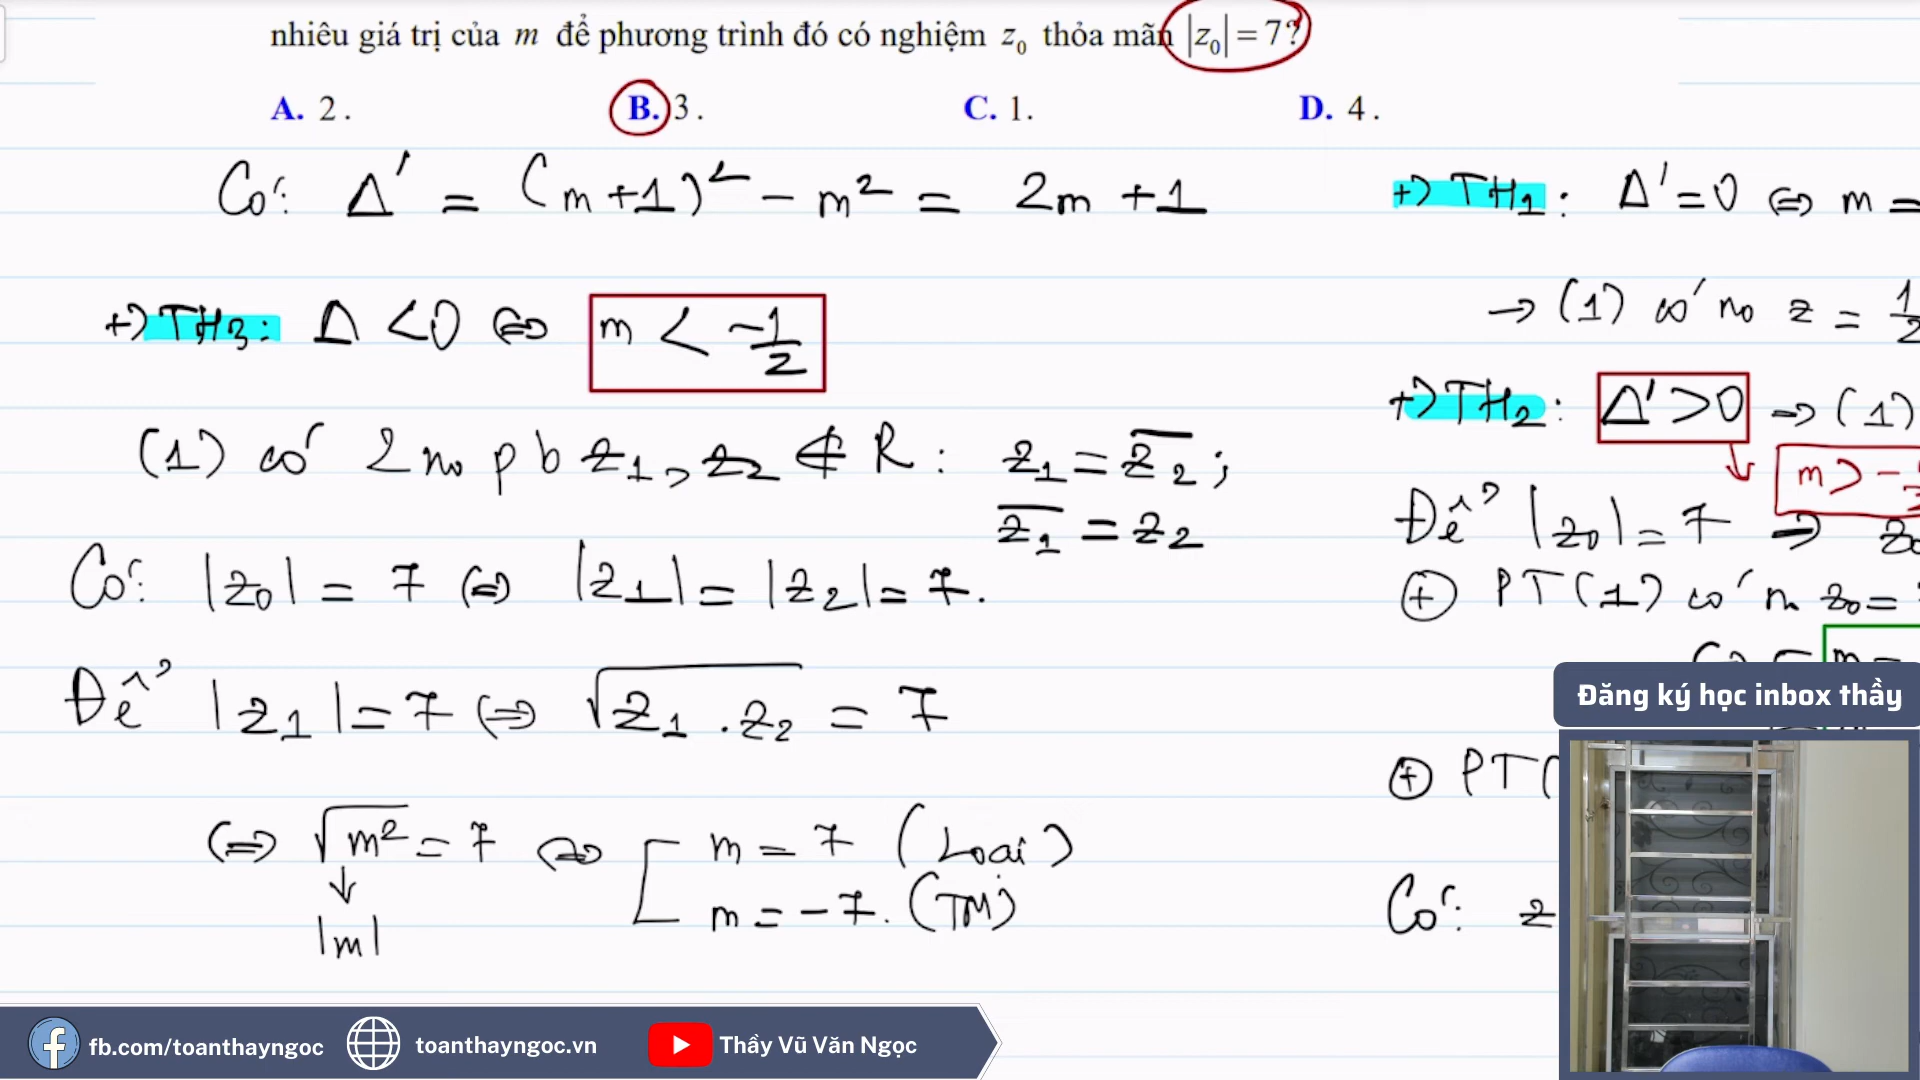 nhiêu giá trị của m để phương trình đó có nghiệm z₀ thỏa mãn |z₀| = 7?
A. 2. B. 3. C. 1. D. 4.
Có: Δ' = (m+1)² - m² = 2m + 1
+) TH3: Δ < 0 ⇔ m < -1/2
(1) có 2 no pb z₁, z₂ ∉ R: z₁ = z̅₂;
z̅₁ = z₂
Có: |z₀| = 7 ⇔ |z₁| = |z₂| = 7.
Để |z₁| = 7 ⇔ √(z₁.z₂) = 7
⇔ √(m²) = 7 ⇔ [ m = 7 (Loại)
m = -7. (TM)
↓
|m|
+) TH1: Δ' = 0 ⇔ m =
→ (1) có no z = 1/2
+) TH2: Δ' > 0 → (1)
m > -
Để |z₀| = 7 → z₀
⊕ PT(1) có n z₀ =
m =
⊕ PT(
Có: z
Đăng ký học inbox thầy
fb.com/toanthayngoc toanthayngoc.vn Thầy Vũ Văn Ngọc